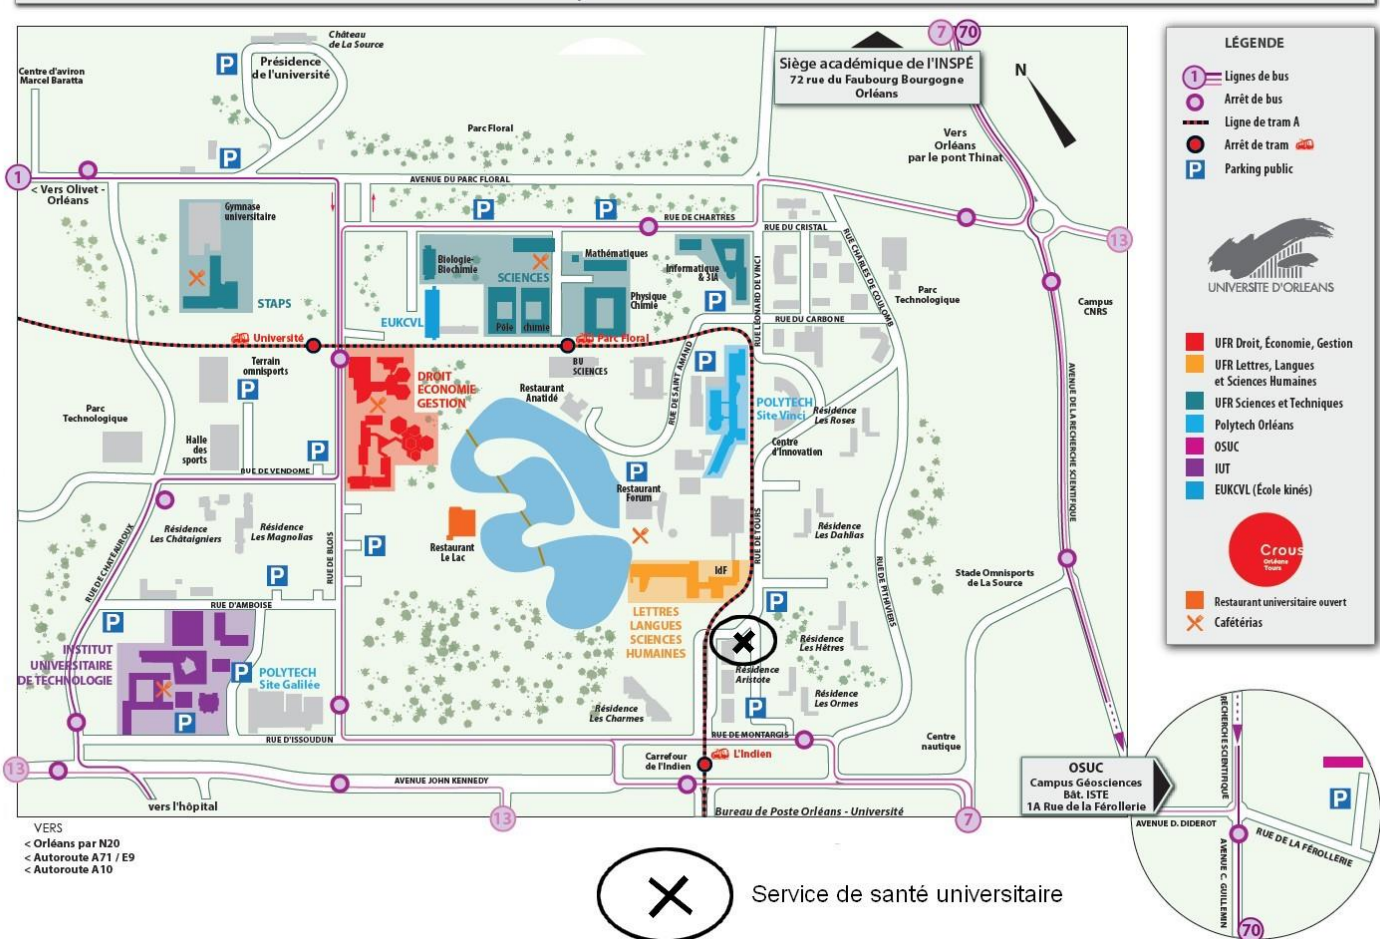 Château
de La Source
Présidence
de l'université
Centre d'aviron
Marcel Baratta
P
P
1
< Vers Olivet -
Orléans
Parc Floral
7
70
Siège académique de l'INSPÉ
72 rue du Faubourg Bourgogne
Orléans
N
Vers
Orléans
par le pont Thinat
AVENUE DU PARC FLORAL
P
P
RUE DE CHARTRES
RUE DU CRISTAL
13
Gymnase
universitaire
STAPS
Biologie-
Biochimie
SCIENCES
Mathématiques
Informatique
& 3IA
P
Physique
Chimie
Pôle chimie
EUKCVL
RUE LÉONARD DE VINCI
RUE CHARLES DE COULOMB
Parc
Technologique
Campus
CNRS
RUE DU CARBONE
Université
Parc Floral
Terrain
omnisports
P
BU
SCIENCES
Restaurant
Anatidé
RUE DE SAINT AMAND
P
DROIT
ÉCONOMIE
GESTION
POLYTECH
Site Vinci
Résidence
Les Roses
Centre
d'Innovation
AVENUE DE LA RECHERCHE SCIENTIFIQUE
Parc
Technologique
Halle
des
sports
P
RUE DE VENDOME
P
Restaurant
Forum
Résidence
Les Châtaigniers
Résidence
Les Magnolias
RUE DE CHATEAUROUX
RUE DE BLOIS
P
Restaurant
Le Lac
RUE DE TOURS
Résidence
Les Dahlias
RUE DE PITHIVIERS
IdF
Stade Omnisports
de La Source
P
RUE D'AMBOISE
P
P
LETTRES
LANGUES
SCIENCES
HUMAINES
Résidence
Les Hêtres
INSTITUT
UNIVERSITAIRE
DE TECHNOLOGIE
P
POLYTECH
Site Galilée
P
Résidence
Aristote
Résidence
Les Ormes
Résidence
Les Charmes
P
RUE D'ISSOUDUN
RUE DE MONTARGIS
Centre
nautique
Carrefour
de l'Indien
L'Indien
13
AVENUE JOHN KENNEDY
vers l'hôpital
13
Bureau de Poste Orléans - Université
7
OSUC
Campus Géosciences
Bât. ISTE
1A Rue de la Férollerie
RECHERCHE SCIENTIFIQUE
P
AVENUE D. DIDEROT
RUE DE LA FÉROLLERIE
AVENUE C. GUILLEMIN
70
VERS
< Orléans par N20
< Autoroute A71 / E9
< Autoroute A10
Service de santé universitaire
LÉGENDE
1 Lignes de bus
Arrêt de bus
Ligne de tram A
Arrêt de tram
P Parking public
UNIVERSITE D'ORLEANS
UFR Droit, Économie, Gestion
UFR Lettres, Langues
et Sciences Humaines
UFR Sciences et Techniques
Polytech Orléans
OSUC
IUT
EUKCVL (École kinés)
Crous
Orléans
Tours
Restaurant universitaire ouvert
Cafétérias